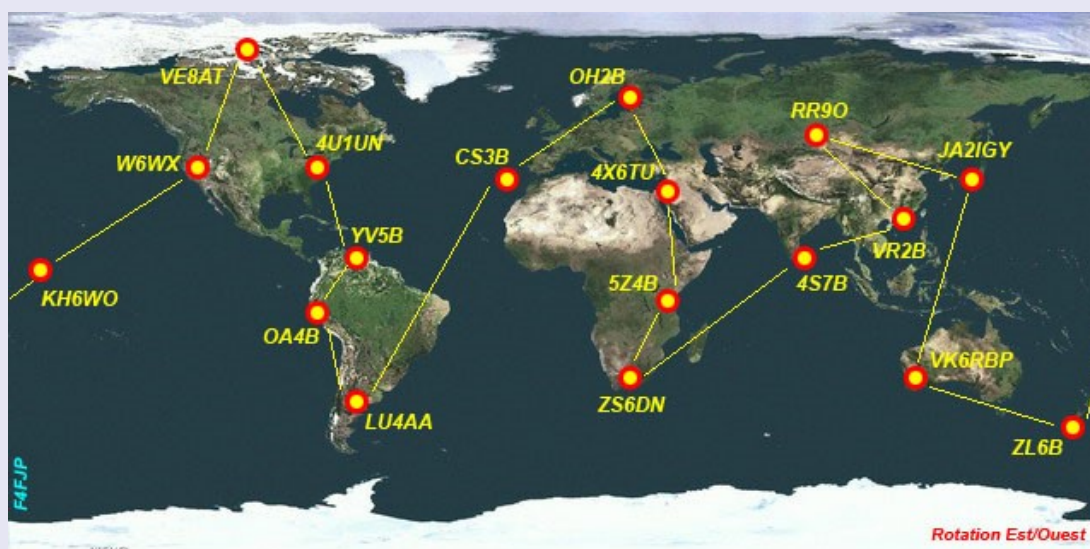 VE8AT
OH2B
RR9O
4U1UN
JA2IGY
W6WX
CS3B
4X6TU
YV5B
VR2B
KH6WO
5Z4B
4S7B
OA4B
VK6RBP
ZS6DN
LU4AA
ZL6B
F4FJP
Rotation Est/Ouest